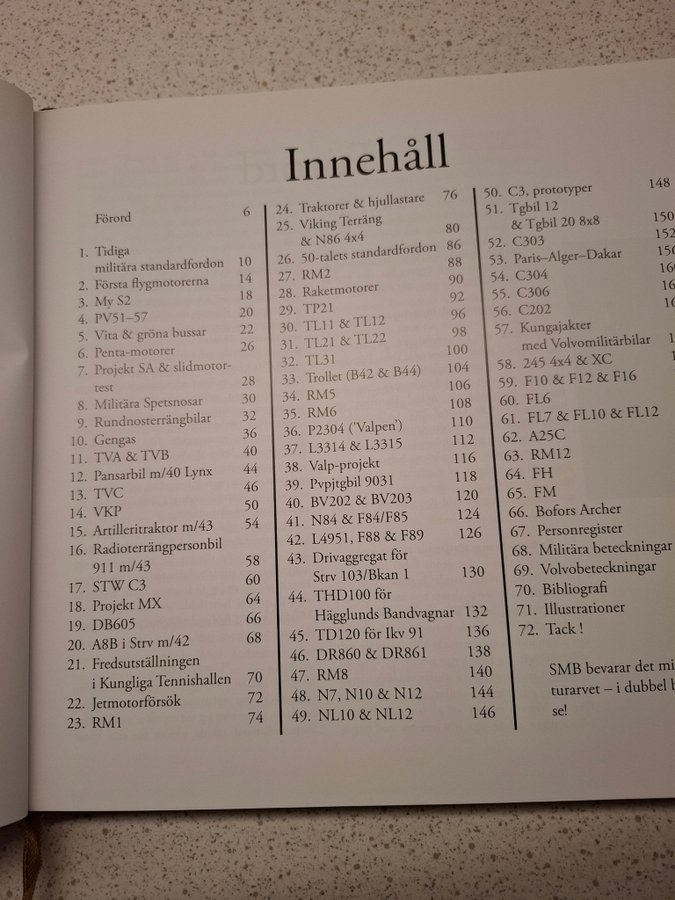 Innehåll
Förord 6
1. Tidiga
militära standardfordon 10
2. Första flygmotorerna 14
3. My S2 18
4. PV51–57 20
5. Vita & gröna bussar 22
6. Penta-motorer 26
7. Projekt SA & slidmotor-
test 28
8. Militära Spetsnosar 30
9. Rundnosterrängbilar 32
10. Gengas 36
11. TVA & TVB 40
12. Pansarbil m/40 Lynx 44
13. TVC 46
14. VKP 50
15. Artilleritraktor m/43 54
16. Radioterrängpersonbil
911 m/43 58
17. STW C3 60
18. Projekt MX 64
19. DB605 66
20. A8B i Strv m/42 68
21. Fredsutställningen
i Kungliga Tennishallen 70
22. Jetmotorförsök 72
23. RM1 74
24. Traktorer & hjullastare 76
25. Viking Terräng
& N86 4x4 80
26. 50-talets standardfordon 86
27. RM2 88
28. Raketmotorer 90
29. TP21 92
30. TL11 & TL12 96
31. TL21 & TL22 98
32. TL31 100
33. Trollet (B42 & B44) 104
34. RM5 106
35. RM6 108
36. P2304 ('Valpen') 110
37. L3314 & L3315 112
38. Valp-projekt 116
39. Pvpjtgbil 9031 118
40. BV202 & BV203 120
41. N84 & F84/F85 124
42. L4951, F88 & F89 126
43. Drivaggregat för
Strv 103/Bkan 1 130
44. THD100 för
Hägglunds Bandvagnar 132
45. TD120 för Ikv 91 136
46. DR860 & DR861 138
47. RM8 140
48. N7, N10 & N12 144
49. NL10 & NL12 146
50. C3, prototyper 148
51. Tgbil 12
& Tgbil 20 8x8 150
52. C303
53. Paris–Alger–Dakar
54. C304
55. C306
56. C202
57. Kungajakter
med Volvomilitärbilar
58. 245 4x4 & XC
59. F10 & F12 & F16
60. FL6
61. FL7 & FL10 & FL12
62. A25C
63. RM12
64. FH
65. FM
66. Bofors Archer
67. Personregister
68. Militära beteckningar
69. Volvobeteckningar
70. Bibliografi
71. Illustrationer
72. Tack !
SMB bevarar det mi
turarvet – i dubbel b
se!